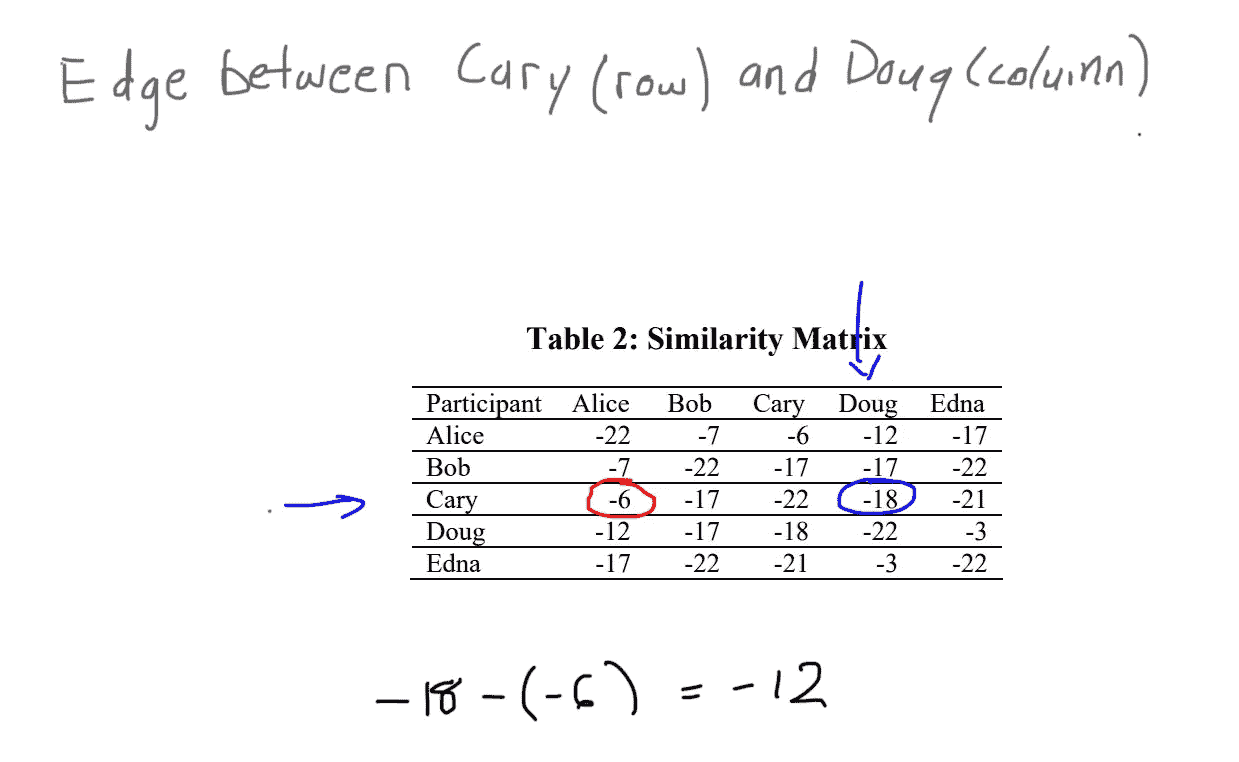 Edge between Cary (row) and Doug (column)
Table 2: Similarity Matrix
Participant Alice Bob Cary Doug Edna
Alice -22 -7 -6 -12 -17
Bob -7 -22 -17 -17 -22
Cary -6 -17 -22 -18 -21
Doug -12 -17 -18 -22 -3
Edna -17 -22 -21 -3 -22
-18 - (-6) = -12